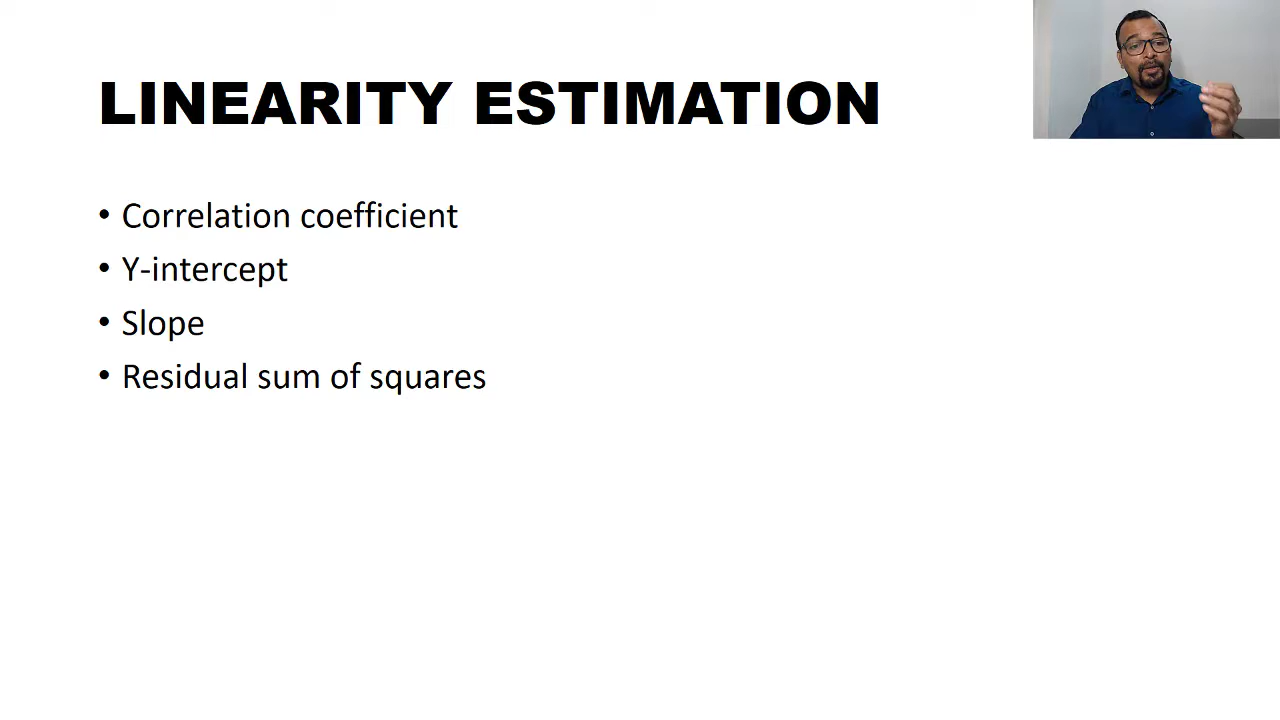 LINEARITY ESTIMATION
• Correlation coefficient
• Y-intercept
• Slope
• Residual sum of squares